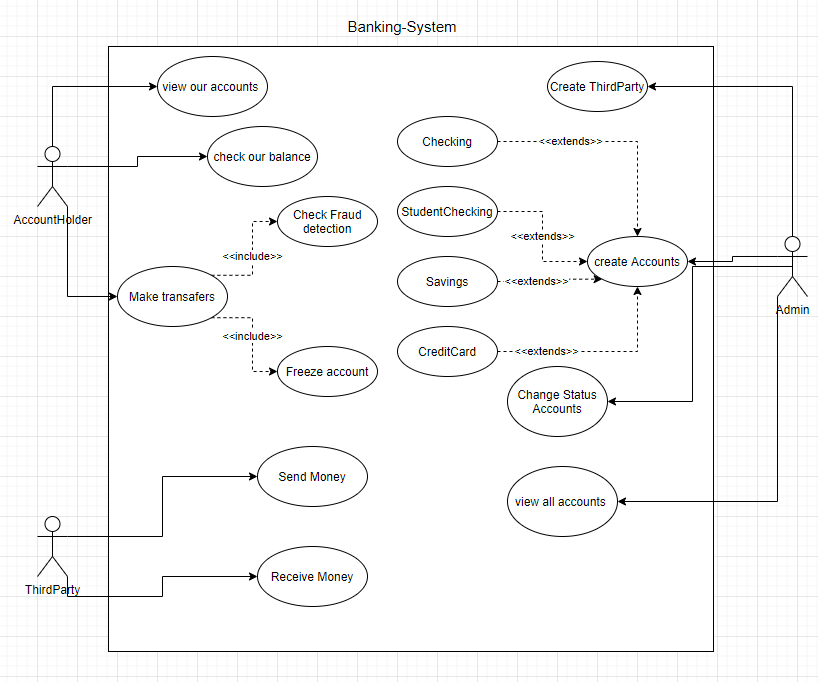 Banking-System
view our accounts
Create ThirdParty
Checking
<<extends>>
check our balance
AccountHolder
Check Fraud
detection
StudentChecking
<<extends>>
<<include>>
create Accounts
Make transafers
Savings
<<extends>>
Admin
<<include>>
CreditCard
<<extends>>
Freeze account
Change Status
Accounts
Send Money
view all accounts
ThirdParty
Receive Money